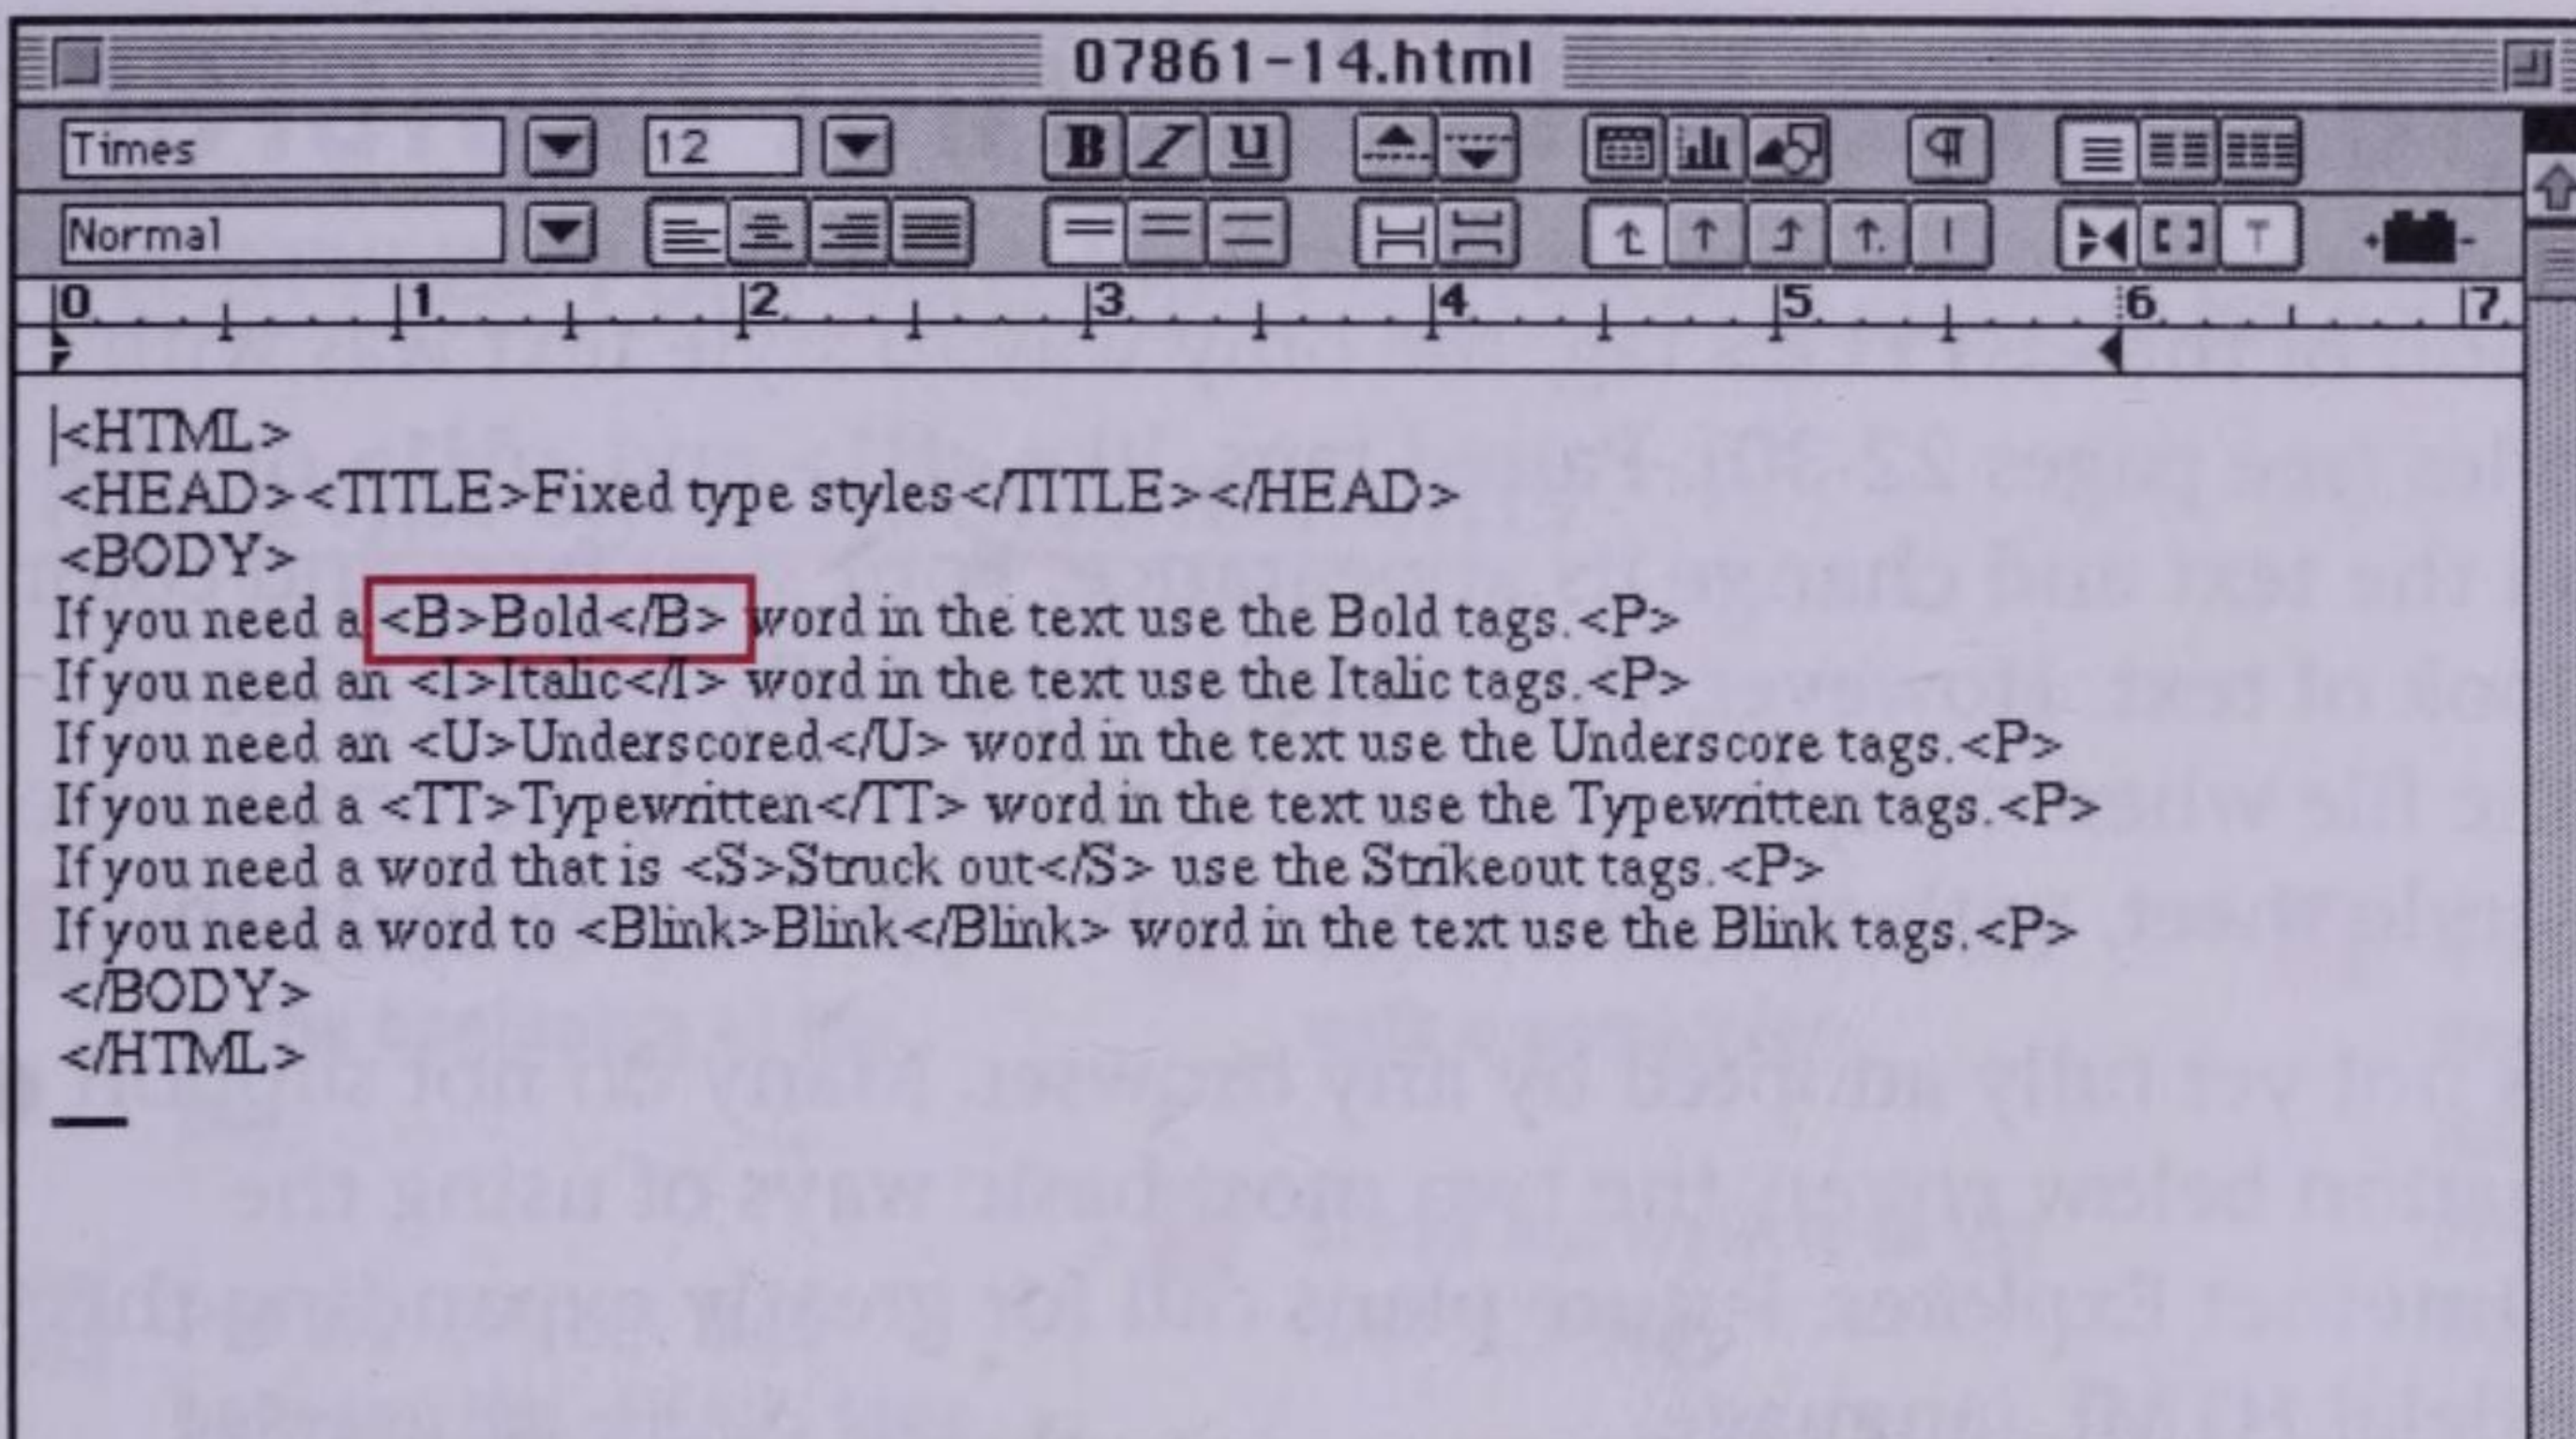 07861-14.html
Times 12 B I U
Normal
0 1 2 3 4 5 6 7
<HTML>
<HEAD><TITLE>Fixed type styles</TITLE></HEAD>
<BODY>
If you need a <B>Bold</B> word in the text use the Bold tags.<P>
If you need an <I>Italic</I> word in the text use the Italic tags.<P>
If you need an <U>Underscored</U> word in the text use the Underscore tags.<P>
If you need a <TT>Typewritten</TT> word in the text use the Typewritten tags.<P>
If you need a word that is <S>Struck out</S> use the Strikeout tags.<P>
If you need a word to <Blink>Blink</Blink> word in the text use the Blink tags.<P>
</BODY>
</HTML>